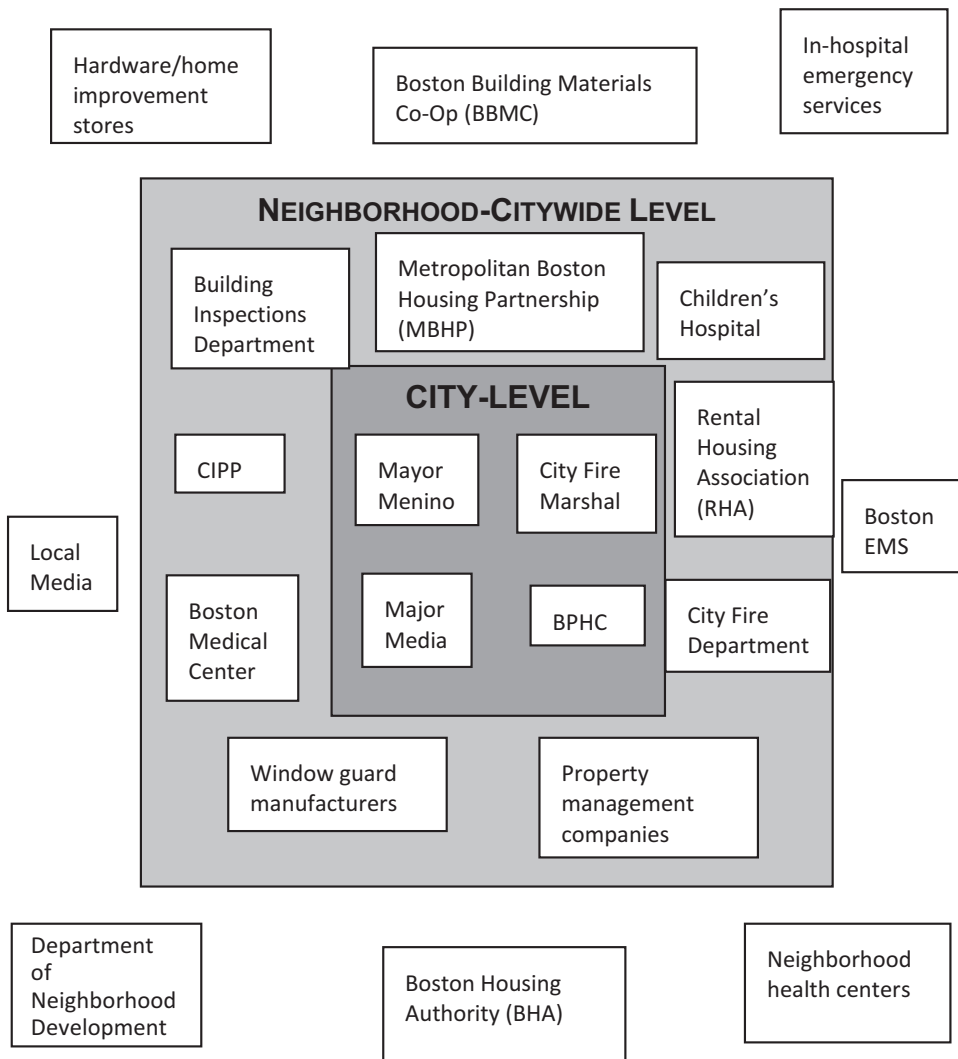 Hardware/home
improvement
stores
Boston Building Materials
Co-Op (BBMC)
In-hospital
emergency
services
NEIGHBORHOOD-CITYWIDE LEVEL
Building
Inspections
Department
Metropolitan Boston
Housing Partnership
(MBHP)
Children’s
Hospital
CITY-LEVEL
CIPP
Mayor
Menino
City Fire
Marshal
Rental
Housing
Association
(RHA)
Boston
EMS
Local
Media
Boston
Medical
Center
Major
Media
BPHC
City Fire
Department
Window guard
manufacturers
Property
management
companies
Department
of
Neighborhood
Development
Boston Housing
Authority (BHA)
Neighborhood
health centers